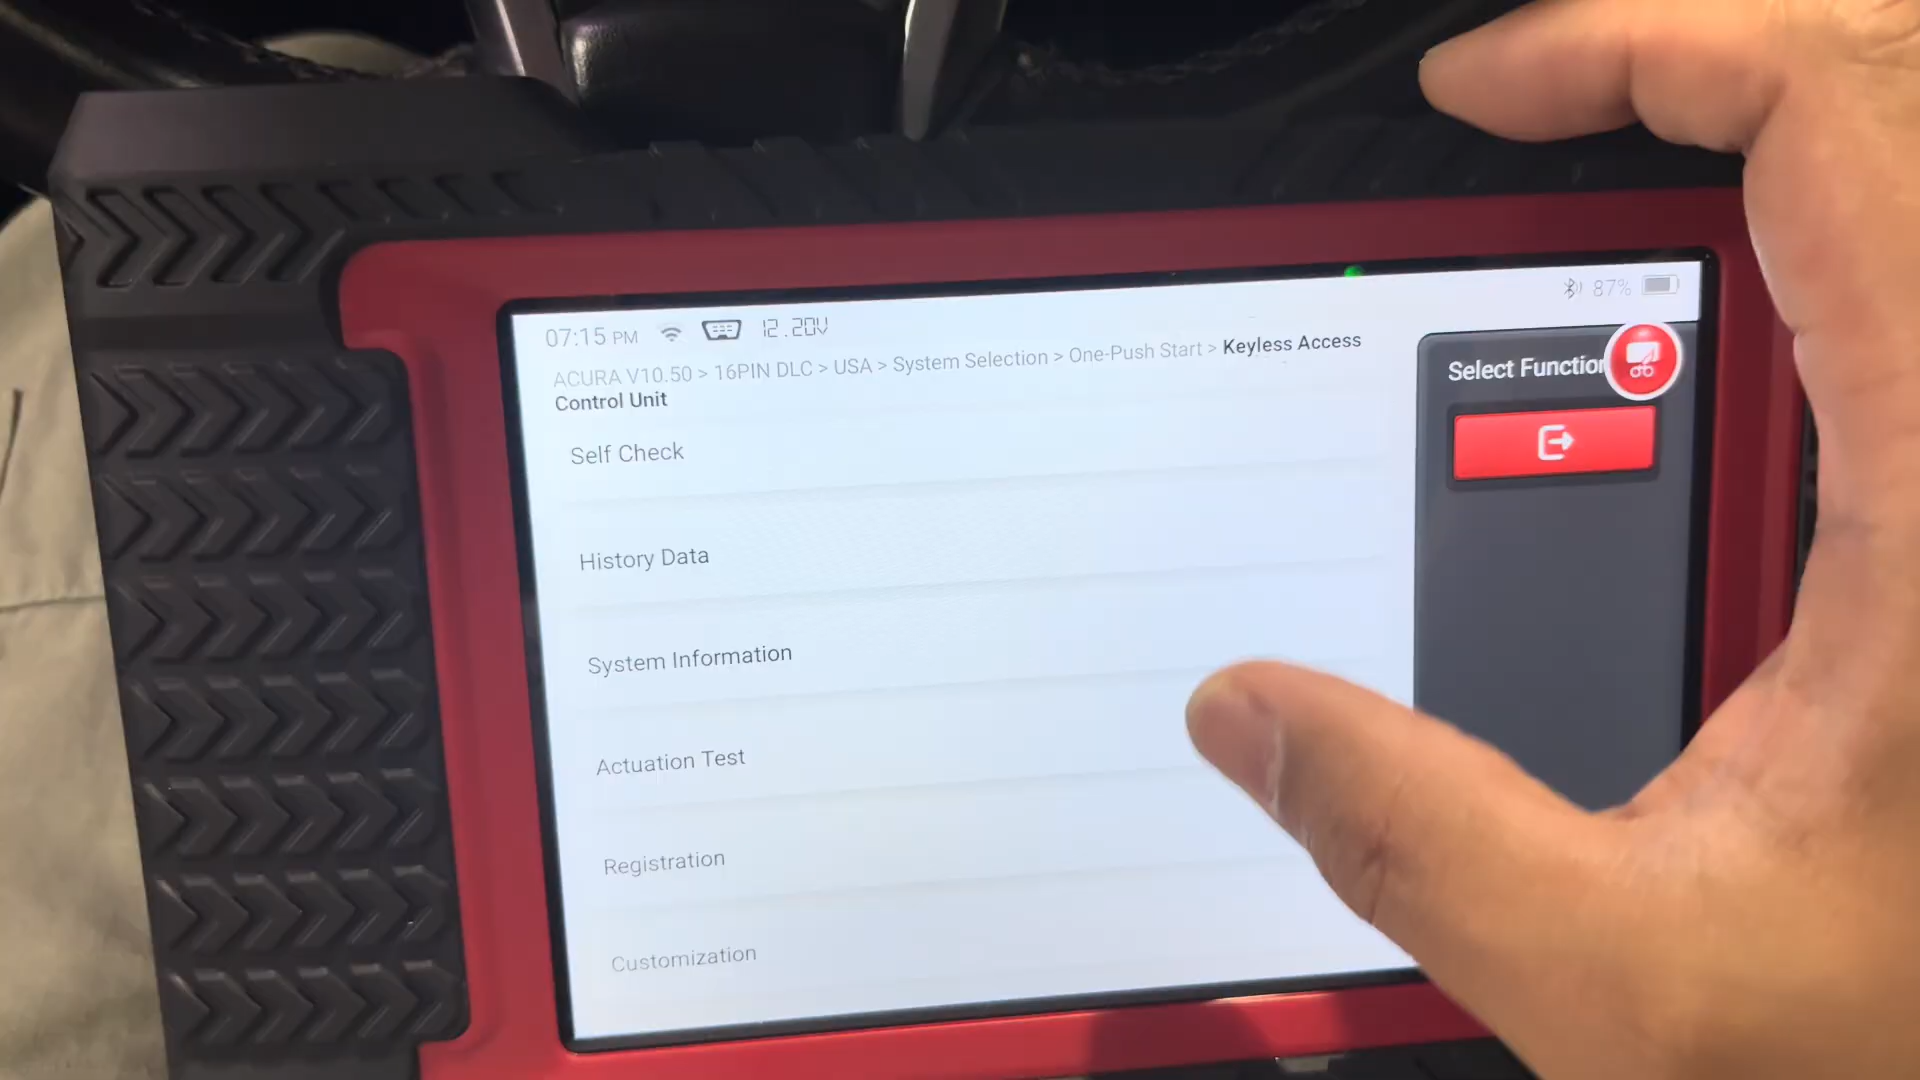 07:15 PM 12.20V 87%
ACURA V10.50 > 16PIN DLC > USA > System Selection > One-Push Start > Keyless Access
Control Unit
Select Function
Self Check
History Data
System Information
Actuation Test
Registration
Customization